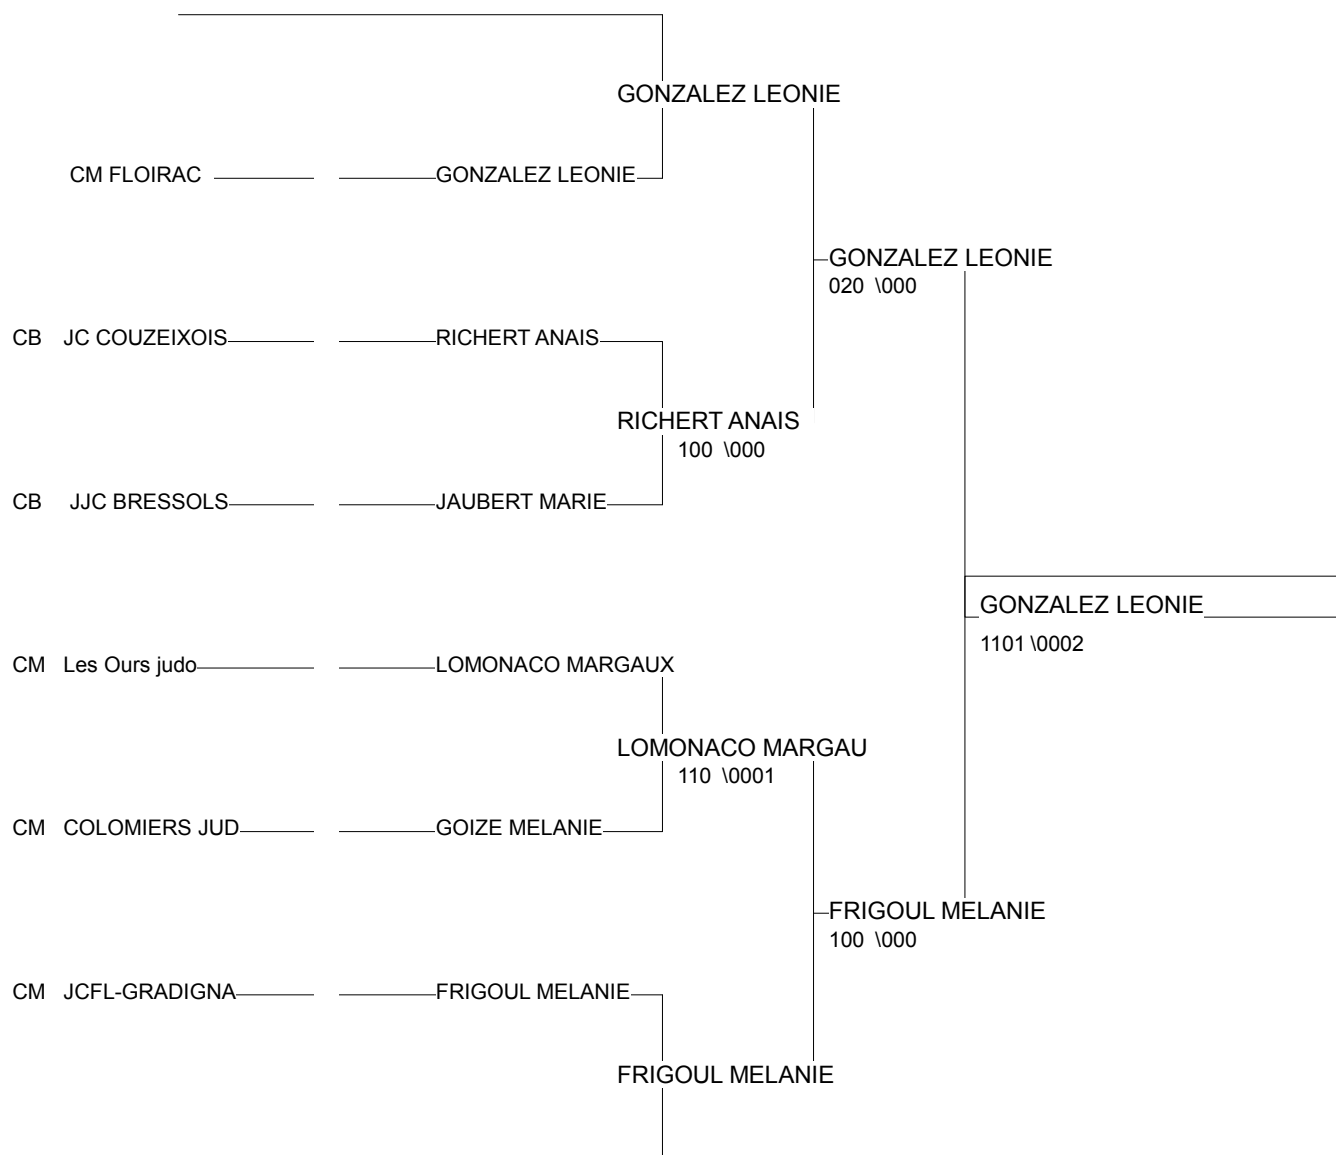 GONZALEZ LEONIE
CM FLOIRAC GONZALEZ LEONIE
GONZALEZ LEONIE
020 \000
CB JC COUZEIXOIS RICHERT ANAIS
RICHERT ANAIS
100 \000
CB JJC BRESSOLS JAUBERT MARIE
GONZALEZ LEONIE
1101 \0002
CM Les Ours judo LOMONACO MARGAUX
LOMONACO MARGAU
110 \0001
CM COLOMIERS JUD GOIZE MELANIE
FRIGOUL MELANIE
100 \000
CM JCFL-GRADIGNA FRIGOUL MELANIE
FRIGOUL MELANIE